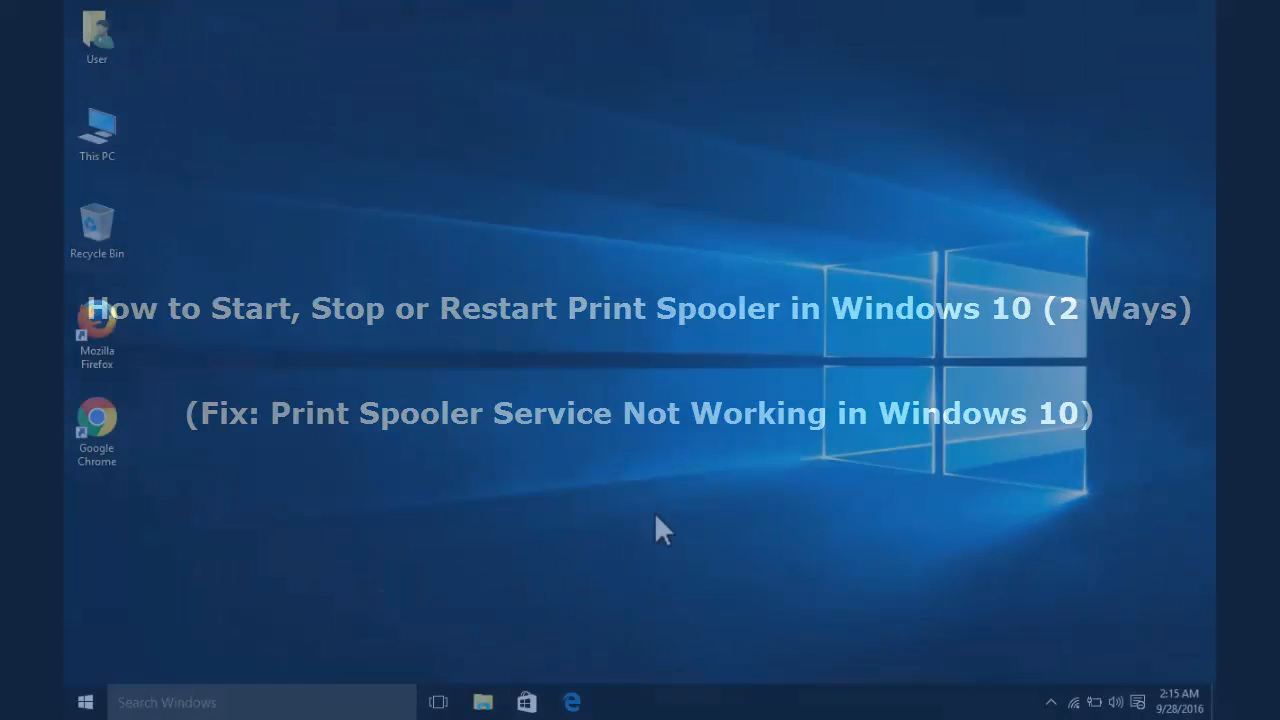 User
This PC
Recycle Bin
How to Start, Stop or Restart Print Spooler in Windows 10 (2 Ways)
Mozilla
Firefox
(Fix: Print Spooler Service Not Working in Windows 10)
Google
Chrome
Search Windows
2:15 AM
9/28/2016